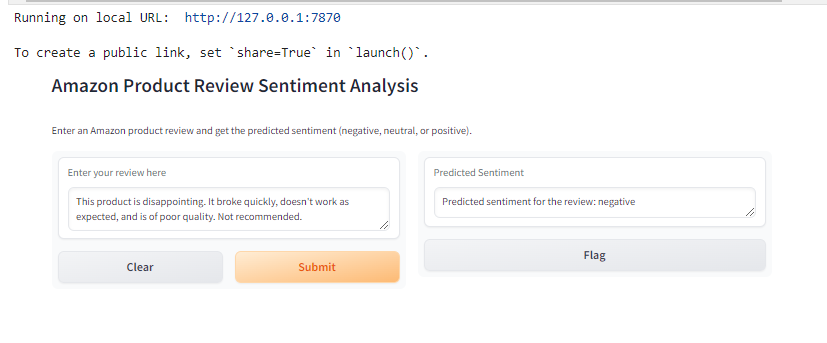 Running on local URL:  http://127.0.0.1:7870
To create a public link, set `share=True` in `launch()`.
Amazon Product Review Sentiment Analysis
Enter an Amazon product review and get the predicted sentiment (negative, neutral, or positive).
Enter your review here
This product is disappointing. It broke quickly, doesn't work as
expected, and is of poor quality. Not recommended.
Clear
Submit
Predicted Sentiment
Predicted sentiment for the review: negative
Flag